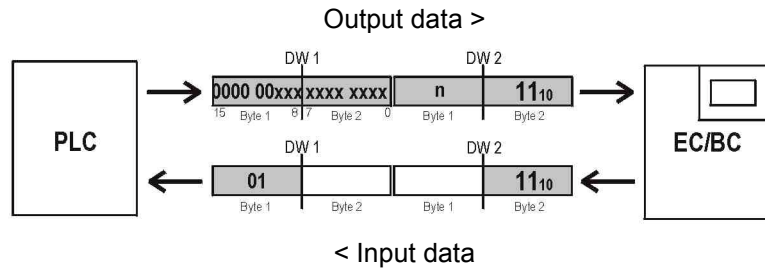 Output data >
DW 1 DW 2
0000 00xxx xxxx xxxx n 1110
15 Byte 1 8 7 Byte 2 0 Byte 1 Byte 2
PLC EC/BC
DW 1 DW 2
01 1110
Byte 1 Byte 2 Byte 1 Byte 2
< Input data